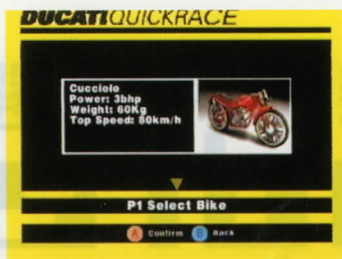 DUCATI QUICKRACE
Cucciolo
Power: 3bhp
Weight: 60Kg
Top Speed: 80km/h
P1 Select Bike
A Confirm B Back